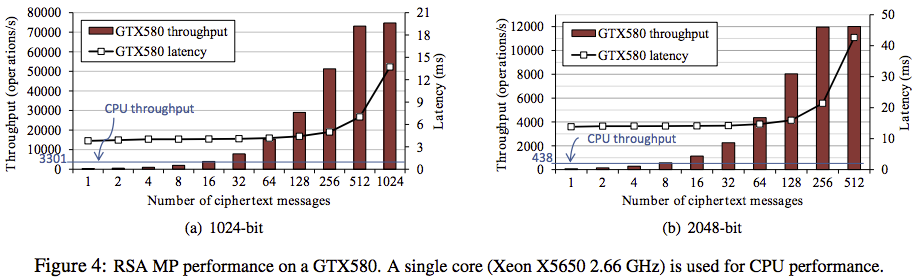 Throughput (operations/s)
80000
70000
60000
50000
40000
30000
20000
10000
0
3301
GTX580 throughput
GTX580 latency
CPU throughput
21
18
15
12
9
6
3
0
Latency (ms)
1 2 4 8 16 32 64 128 256 512 1024
Number of ciphertext messages
(a) 1024-bit
Throughput (operations/s)
12000
10000
8000
6000
4000
2000
0
438
GTX580 throughput
GTX580 latency
CPU throughput
50
40
30
20
10
0
Latency (ms)
1 2 4 8 16 32 64 128 256 512
Number of ciphertext messages
(b) 2048-bit
Figure 4: RSA MP performance on a GTX580. A single core (Xeon X5650 2.66 GHz) is used for CPU performance.